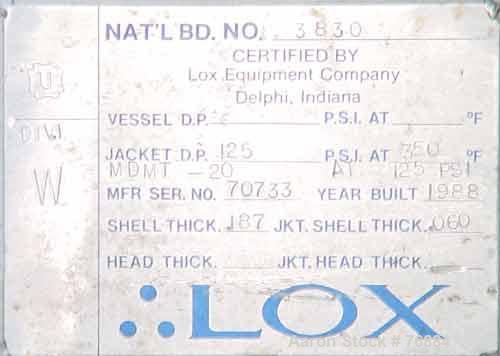 NAT'L BD. NO. 3830
CERTIFIED BY
Lox Equipment Company
Delphi, Indiana
U
DIV. I
W
VESSEL D.P. P.S.I. AT °F
JACKET D.P. 125 P.S.I. AT 350 °F
MDMT -20 AT 125 PSI
MFR SER. NO. 70733 YEAR BUILT 1988
SHELL THICK. .187 JKT. SHELL THICK. .060
HEAD THICK. JKT. HEAD THICK.
LOX
Aaron Stock # 76884